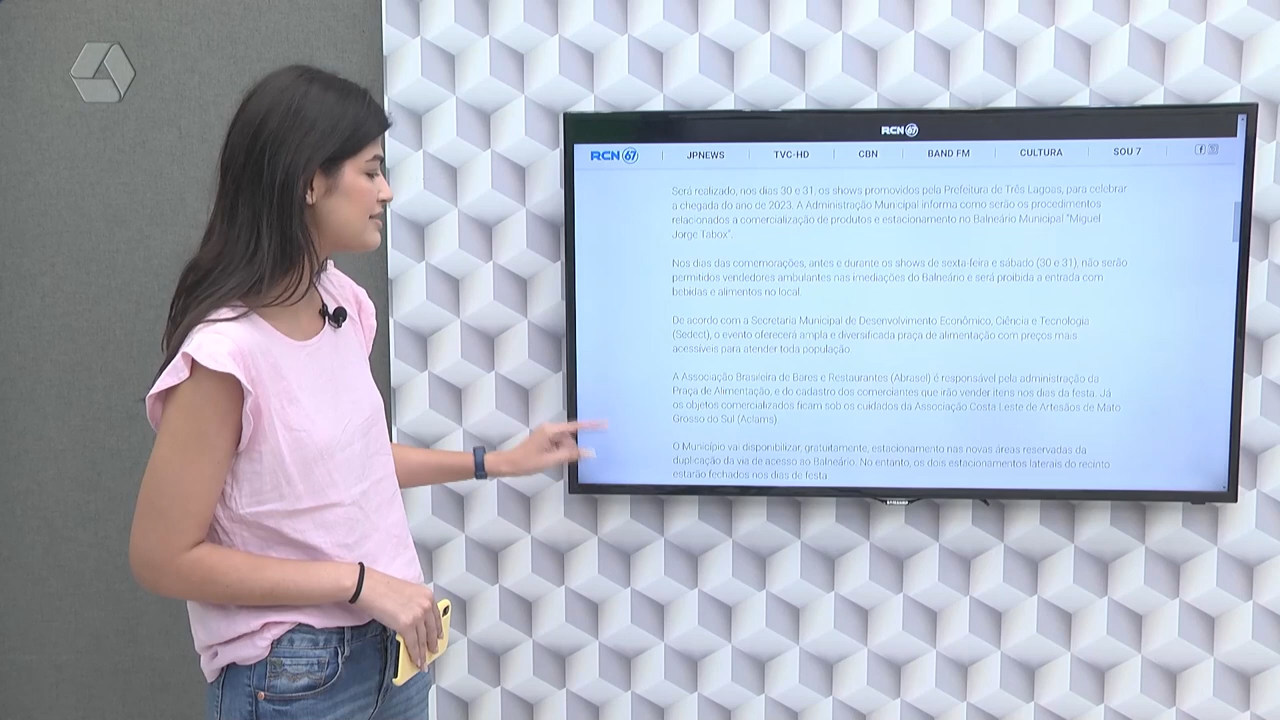 RCN 67
RCN 67 JPNEWS TVC-HD CBN BAND FM CULTURA SOU 7
Será realizado, nos dias 30 e 31, os shows promovidos pela Prefeitura de Três Lagoas, para celebrar
a chegada do ano de 2023. A Administração Municipal informa como serão os procedimentos
relacionados a comercialização de produtos e estacionamento no Balneário Municipal "Miguel
Jorge Tabox".
Nos dias das comemorações, antes e durante os shows de sexta-feira e sábado (30 e 31), não serão
permitidos vendedores ambulantes nas imediações do Balneário e será proibida a entrada com
bebidas e alimentos no local.
De acordo com a Secretaria Municipal de Desenvolvimento Econômico, Ciência e Tecnologia
(Sedect), o evento oferecerá ampla e diversificada praça de alimentação com preços mais
acessíveis para atender toda população.
A Associação Brasileira de Bares e Restaurantes (Abrasel) é responsável pela administração da
Praça de Alimentação, e do cadastro dos comerciantes que irão vender itens nos dias da festa. Já
os objetos comercializados ficam sob os cuidados da Associação Costa Leste de Artesãos de Mato
Grosso do Sul (Aclams)
O Município vai disponibilizar, gratuitamente, estacionamento nas novas áreas reservadas da
duplicação da via de acesso ao Balneário. No entanto, os dois estacionamentos laterais do recinto
estarão fechados nos dias de festa
SAMSUNG